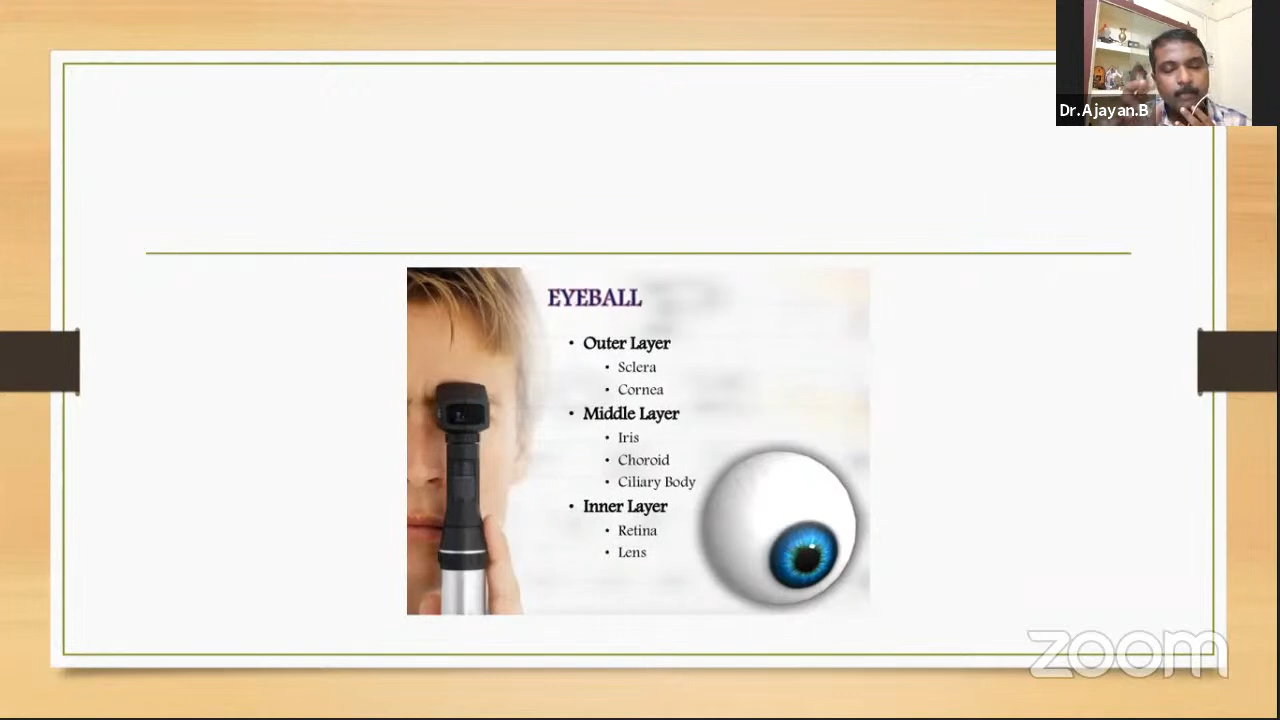 Dr.Ajayan.B
EYEBALL
• Outer Layer
• Sclera
• Cornea
• Middle Layer
• Iris
• Choroid
• Ciliary Body
• Inner Layer
• Retina
• Lens
zoom